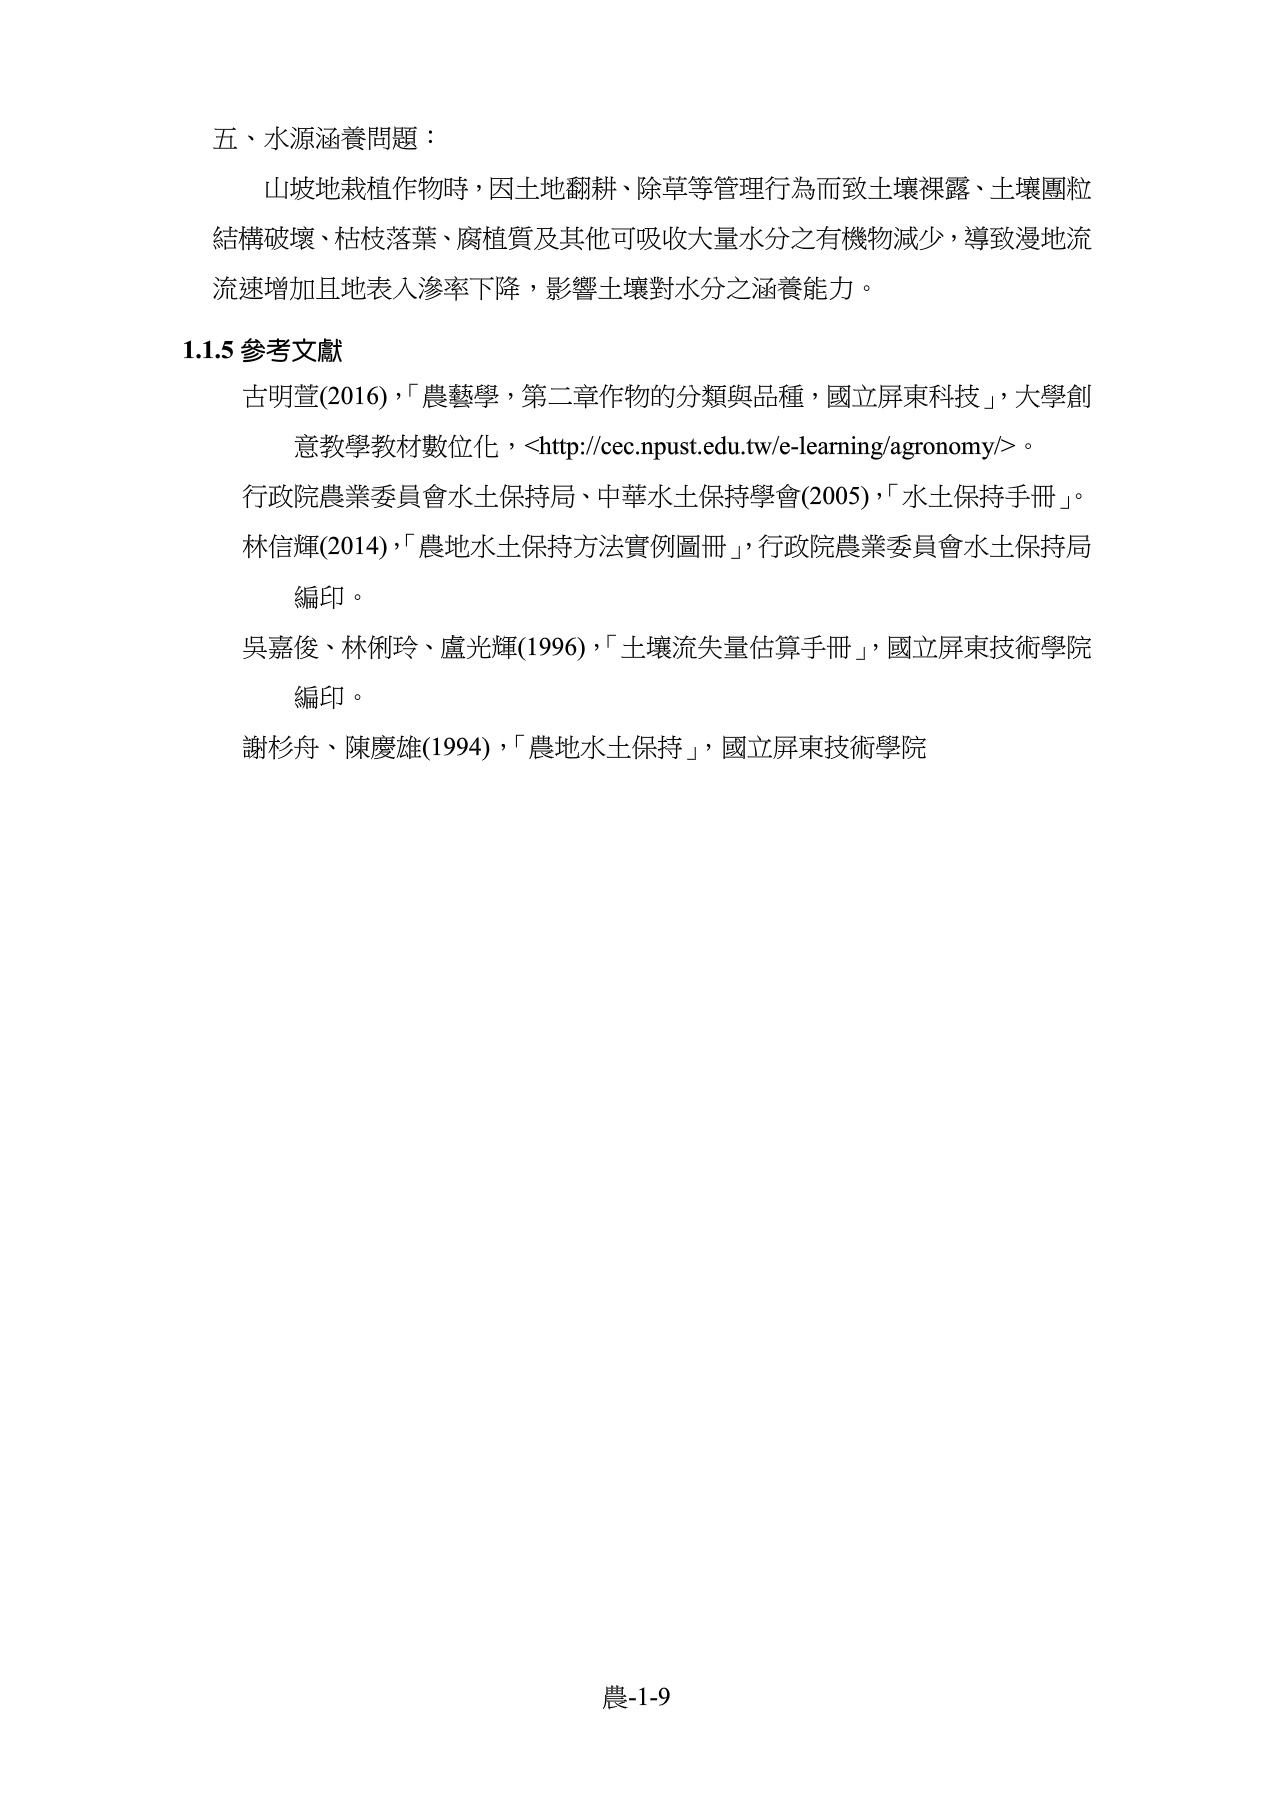 五、水源涵養問題：
山坡地栽植作物時，因土地翻耕、除草等管理行為而致土壤裸露、土壤團粒
結構破壞、枯枝落葉、腐植質及其他可吸收大量水分之有機物減少，導致漫地流
流速增加且地表入滲率下降，影響土壤對水分之涵養能力。
1.1.5 參考文獻
古明萱(2016)，「農藝學，第二章作物的分類與品種，國立屏東科技」，大學創
意教學教材數位化，<http://cec.npust.edu.tw/e-learning/agronomy/>。
行政院農業委員會水土保持局、中華水土保持學會(2005)，「水土保持手冊」。
林信輝(2014)，「農地水土保持方法實例圖冊」，行政院農業委員會水土保持局
編印。
吳嘉俊、林俐玲、盧光輝(1996)，「土壤流失量估算手冊」，國立屏東技術學院
編印。
謝杉舟、陳慶雄(1994)，「農地水土保持」，國立屏東技術學院
農-1-9